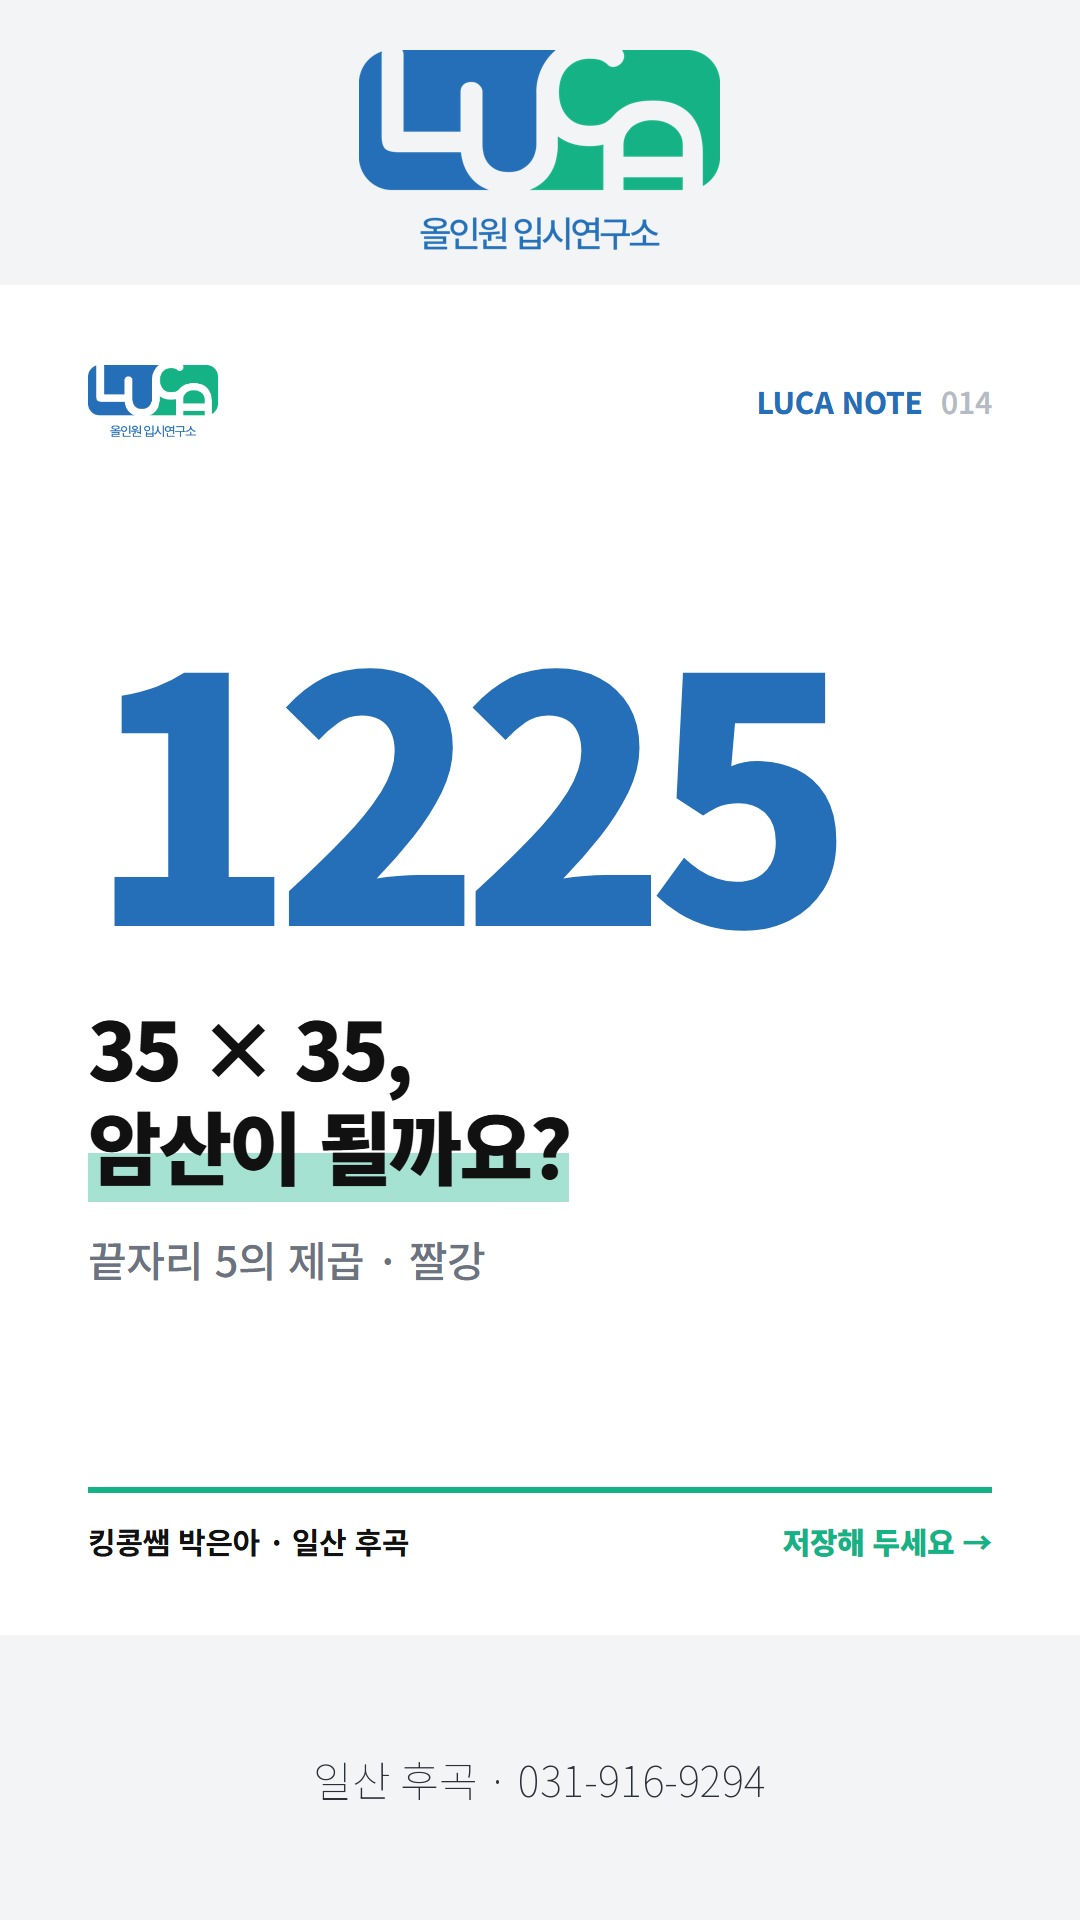 LUCA
올인원 입시연구소
LUCA
올인원 입시연구소
LUCA NOTE 014
1225
35 × 35,
암산이 될까요?
끝자리 5의 제곱 · 짤강
킹콩쌤 박은아 · 일산 후곡
저장해 두세요 →
일산 후곡 · 031-916-9294